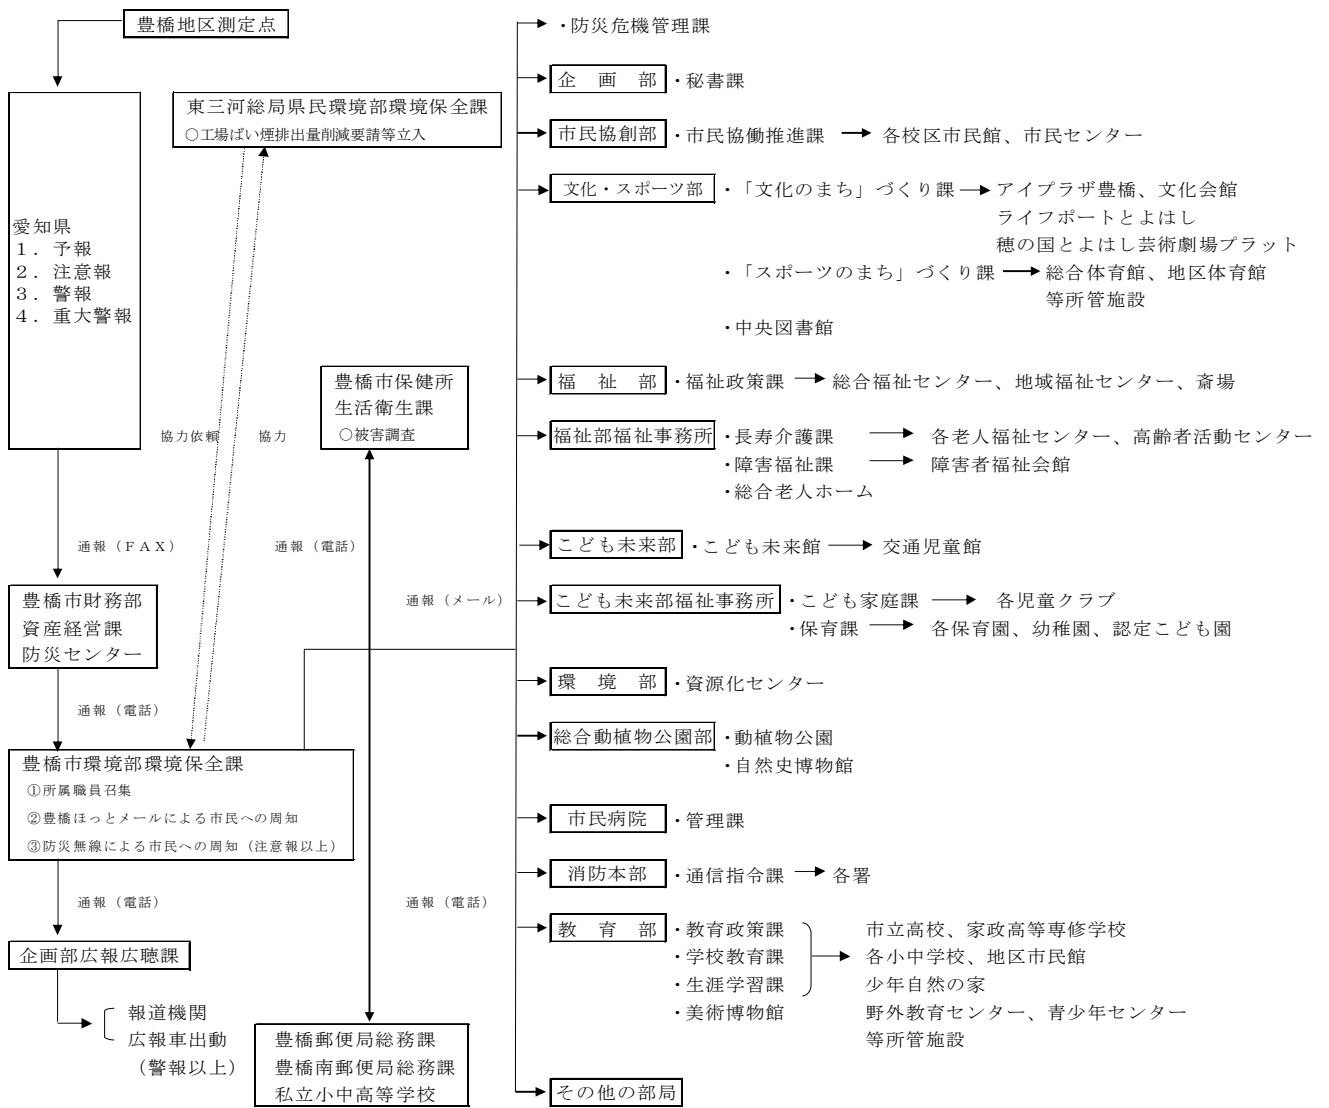 豊橋地区測定点
愛知県
１．予報
２．注意報
３．警報
４．重大警報
東三河総局県民環境部環境保全課
○工場ばい煙排出量削減要請等立入
豊橋市保健所
生活衛生課
○被害調査
協力依頼
協力
通報（ＦＡＸ）
通報（電話）
豊橋市財務部
資産経営課
防災センター
通報（メール）
通報（電話）
豊橋市環境部環境保全課
①所属職員召集
②豊橋ほっとメールによる市民への周知
③防災無線による市民への周知（注意報以上）
通報（電話）
通報（電話）
企画部広報広聴課
報道機関
広報車出動
（警報以上）
豊橋郵便局総務課
豊橋南郵便局総務課
私立小中高等学校
・防災危機管理課
企　画　部 ・秘書課
市民協創部 ・市民協働推進課 各校区市民館、市民センター
文化・スポーツ部 ・「文化のまち」づくり課 アイプラザ豊橋、文化会館
ライフポートとよはし
穂の国とよはし芸術劇場プラット
・「スポーツのまち」づくり課 総合体育館、地区体育館
等所管施設
・中央図書館
福　祉　部 ・福祉政策課 総合福祉センター、地域福祉センター、斎場
福祉部福祉事務所 ・長寿介護課 各老人福祉センター、高齢者活動センター
・障害福祉課 障害者福祉会館
・総合老人ホーム
こども未来部 ・こども未来館 交通児童館
こども未来部福祉事務所 ・こども家庭課 各児童クラブ
・保育課 各保育園、幼稚園、認定こども園
環　境　部 ・資源化センター
総合動植物公園部 ・動植物公園
・自然史博物館
市民病院 ・管理課
消防本部 ・通信指令課 各署
教　育　部 ・教育政策課 市立高校、家政高等専修学校
・学校教育課 各小中学校、地区市民館
・生涯学習課 少年自然の家
・美術博物館 野外教育センター、青少年センター
等所管施設
その他の部局